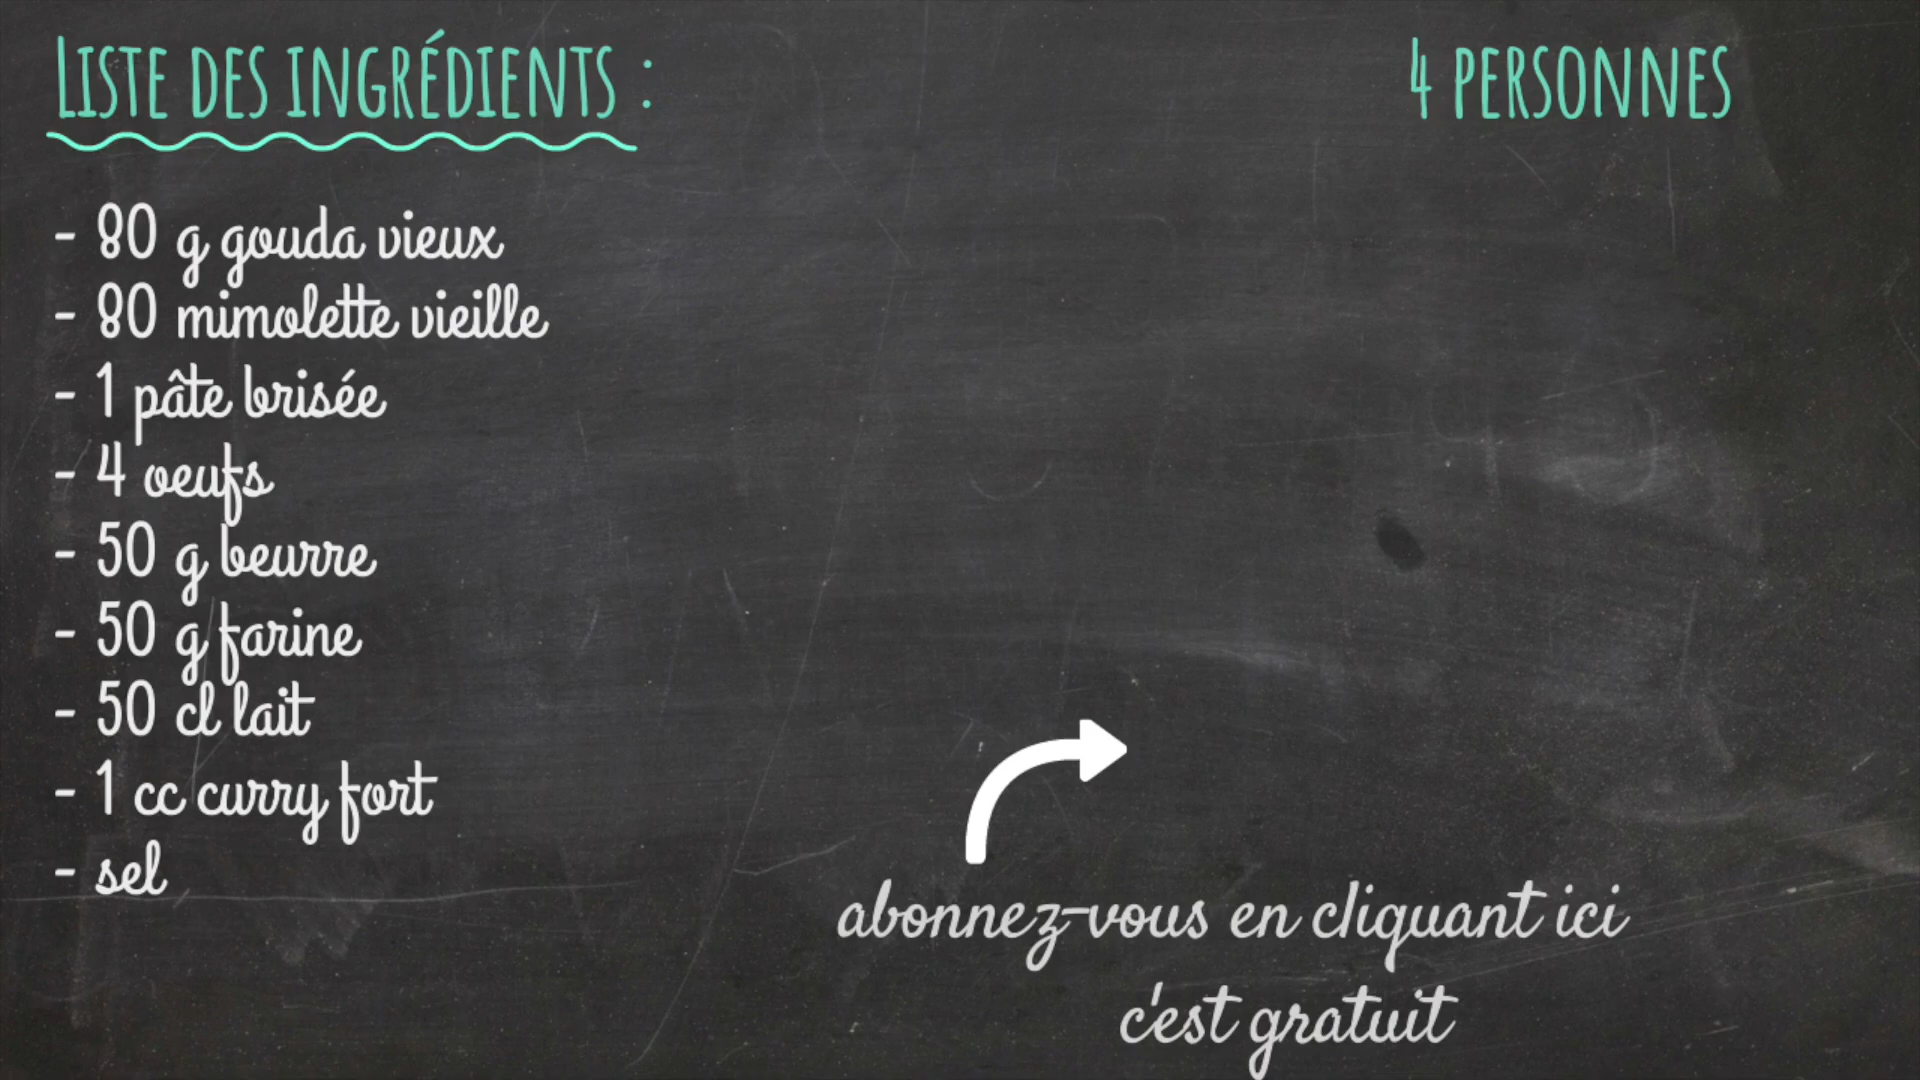 Liste des ingrédients :
4 personnes
- 80 g gouda vieux
- 80 mimolette vieille
- 1 pâte brisée
- 4 oeufs
- 50 g beurre
- 50 g farine
- 50 cl lait
- 1 cc curry fort
- sel
abonnez-vous en cliquant ici
c'est gratuit